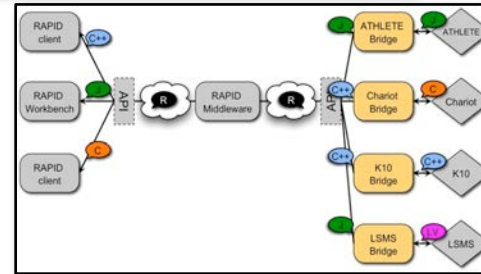 RAPID
client
C++
RAPID
Workbench
J
RAPID
client
C
API
R
RAPID
Middleware
R
API
J
ATHLETE
Bridge
J
ATHLETE
C++
Chariot
Bridge
C
Chariot
C++
K10
Bridge
C++
K10
J
LSMS
Bridge
LV
LSMS